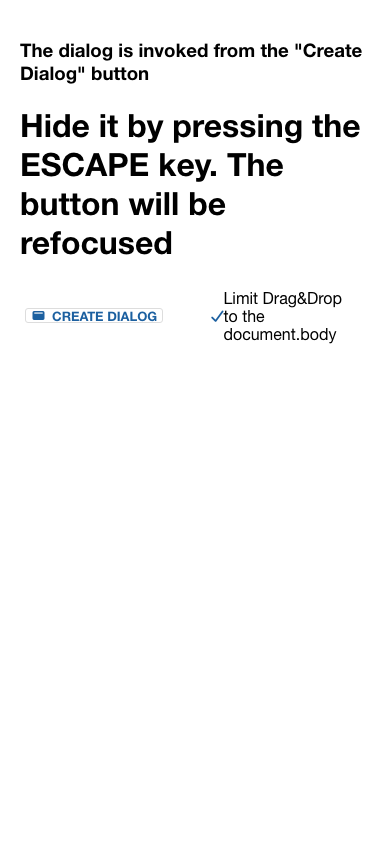 The dialog is invoked from the "Create
Dialog" button
Hide it by pressing the
ESCAPE key. The
button will be
refocused
CREATE DIALOG
Limit Drag&Drop
to the
document.body